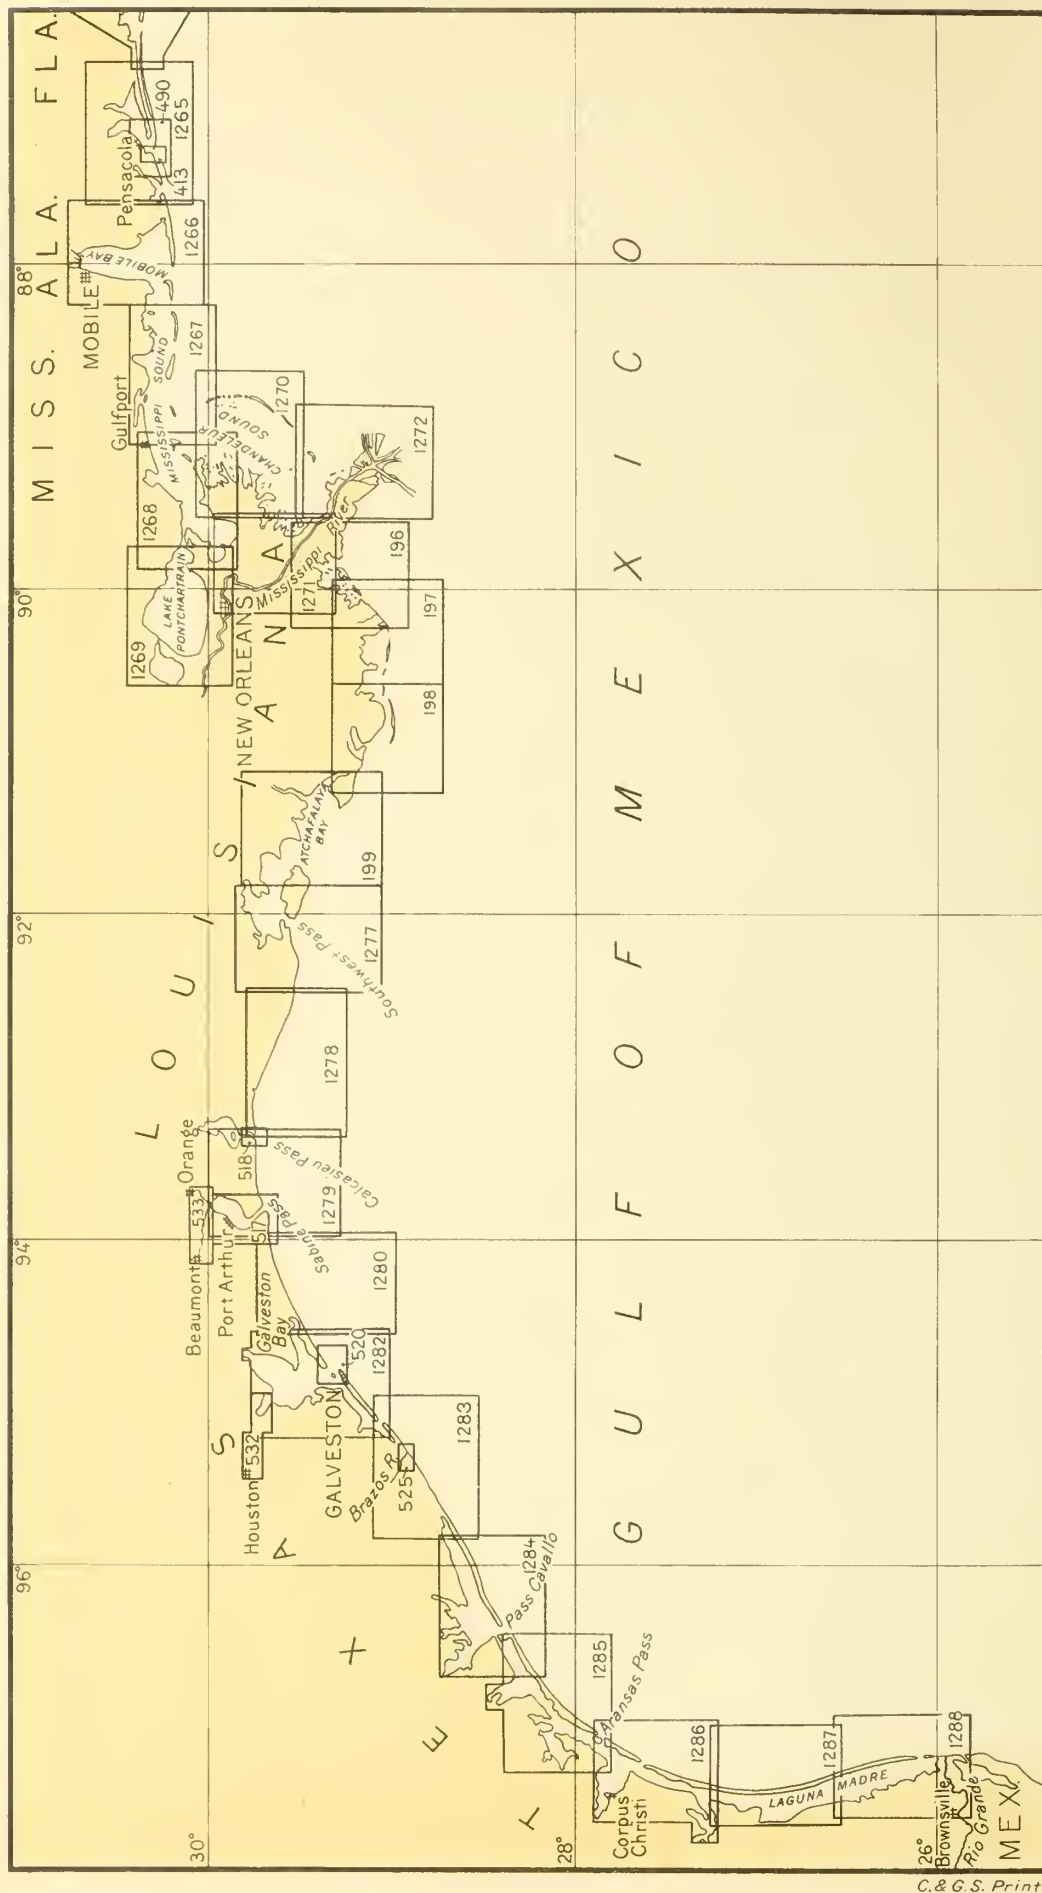 MISS.
ALA.
FLA.
LOUISIANA
TEXAS
MEX.
GULF OF MEXICO
96°
94°
92°
90°
88°
30°
28°
26°
Houston
532
GALVESTON
Galveston
Bay
Brazos R.
525
520
1282
1283
1284
Pass Cavallo
1285
Aransas Pass
Corpus
Christi
1286
1287
LAGUNA MADRE
1288
Brownsville
Rio Grande
Beaumont
533
Orange
Port Arthur
517
Sabine Pass
1280
518
Calcasieu Pass
1279
1278
Southwest Pass
1277
ATCHAFALAYA
BAY
199
198
197
196
NEW ORLEANS
1269
LAKE
PONTCHARTRAIN
1268
Mississippi
River
1271
1272
1270
CHANDELEUR
SOUND
Gulfport
MISSISSIPPI
SOUND
1267
MOBILE
MOBILE BAY
1266
Pensacola
413
490
1265
C.& G.S. Print